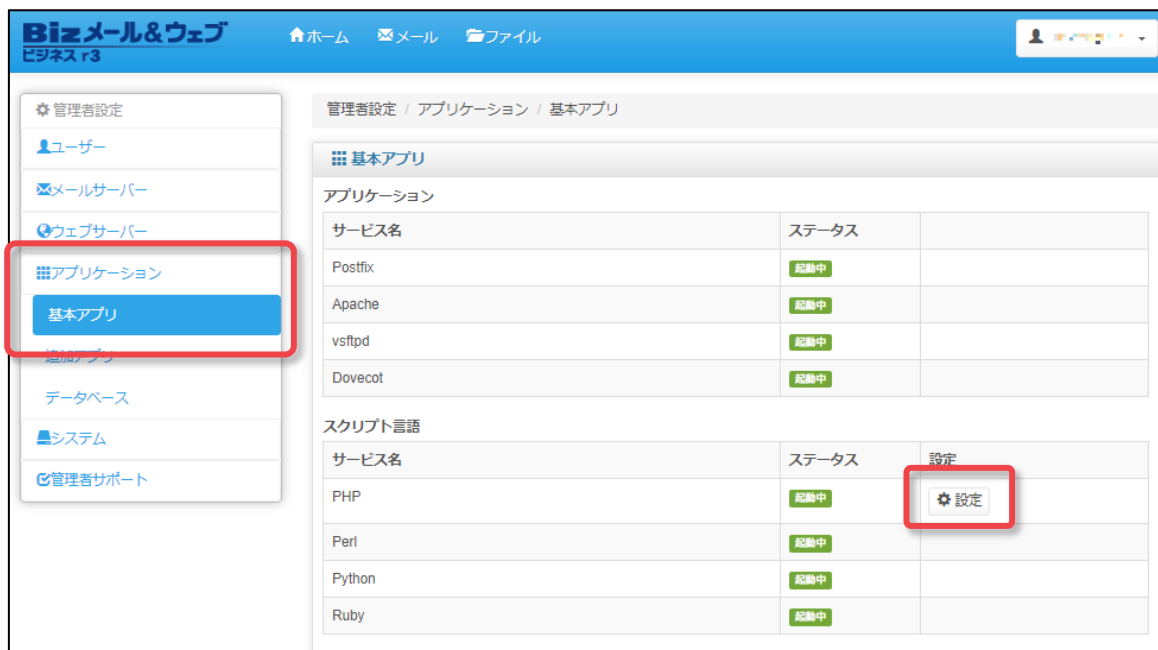 Bizメール&ウェブ
ビジネス r3
ホーム メール ファイル
管理者設定
ユーザー
メールサーバー
ウェブサーバー
アプリケーション
基本アプリ
追加アプリ
データベース
システム
管理者サポート
管理者設定 / アプリケーション / 基本アプリ
基本アプリ
アプリケーション
サービス名 ステータス
Postfix 起動中
Apache 起動中
vsftpd 起動中
Dovecot 起動中
スクリプト言語
サービス名 ステータス 設定
PHP 起動中 設定
Perl 起動中
Python 起動中
Ruby 起動中